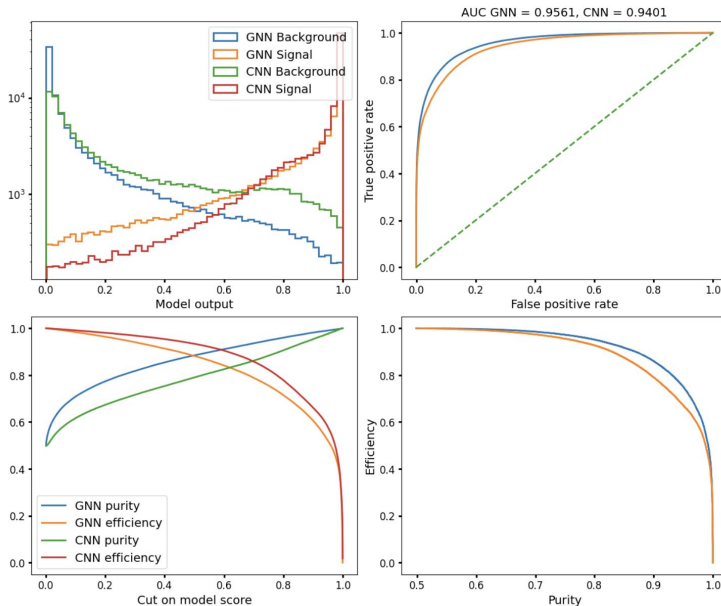 AUC GNN = 0.9561, CNN = 0.9401
10^4
10^3
GNN Background
GNN Signal
CNN Background
CNN Signal
0.0 0.2 0.4 0.6 0.8 1.0
Model output
True positive rate
1.0
0.8
0.6
0.4
0.2
0.0
0.0 0.2 0.4 0.6 0.8 1.0
False positive rate
1.0
0.8
0.6
0.4
0.2
0.0
GNN purity
GNN efficiency
CNN purity
CNN efficiency
0.0 0.2 0.4 0.6 0.8 1.0
Cut on model score
Efficiency
1.0
0.8
0.6
0.4
0.2
0.0
0.5 0.6 0.7 0.8 0.9 1.0
Purity